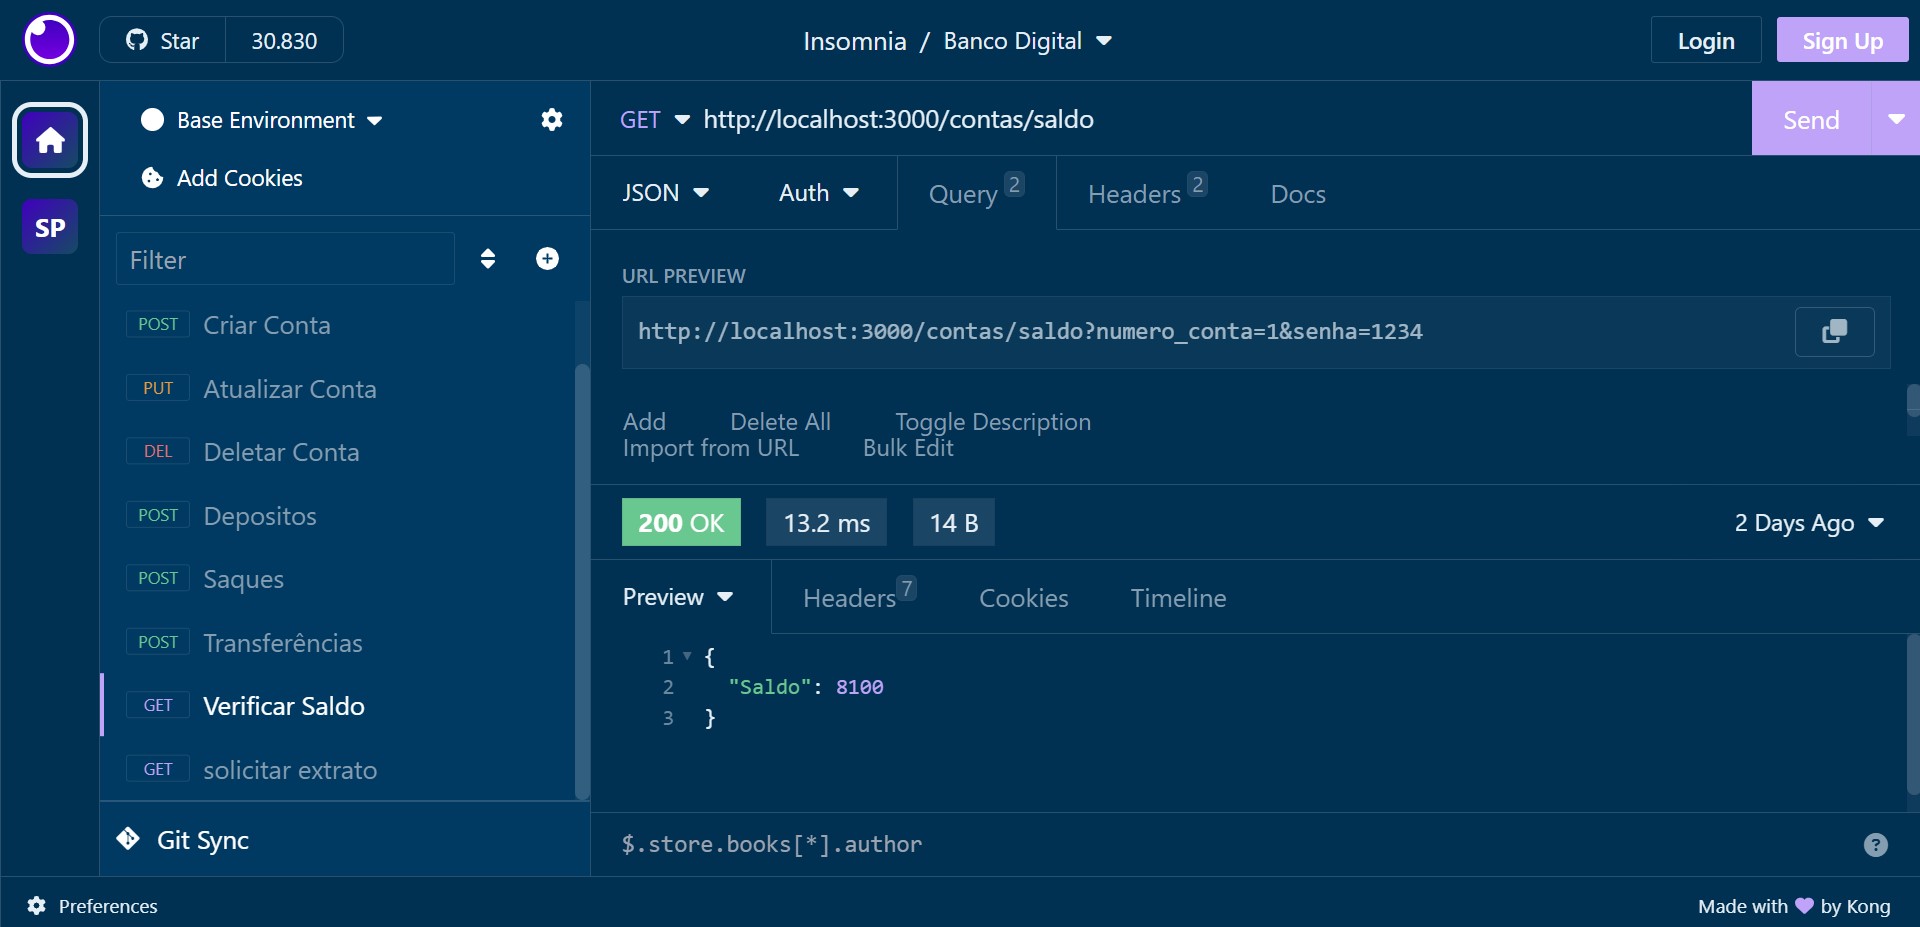 Star 30.830 Insomnia / Banco Digital Login Sign Up
SP
Base Environment
Add Cookies
Filter
POST Criar Conta
PUT Atualizar Conta
DEL Deletar Conta
POST Depositos
POST Saques
POST Transferências
GET Verificar Saldo
GET solicitar extrato
Git Sync
GET http://localhost:3000/contas/saldo Send
JSON Auth Query 2 Headers 2 Docs
URL PREVIEW
http://localhost:3000/contas/saldo?numero_conta=1&senha=1234
Add Delete All Toggle Description
Import from URL Bulk Edit
200 OK 13.2 ms 14 B 2 Days Ago
Preview Headers 7 Cookies Timeline
1 {
2 "Saldo": 8100
3 }
$.store.books[*].author ?
Preferences Made with 💜 by Kong